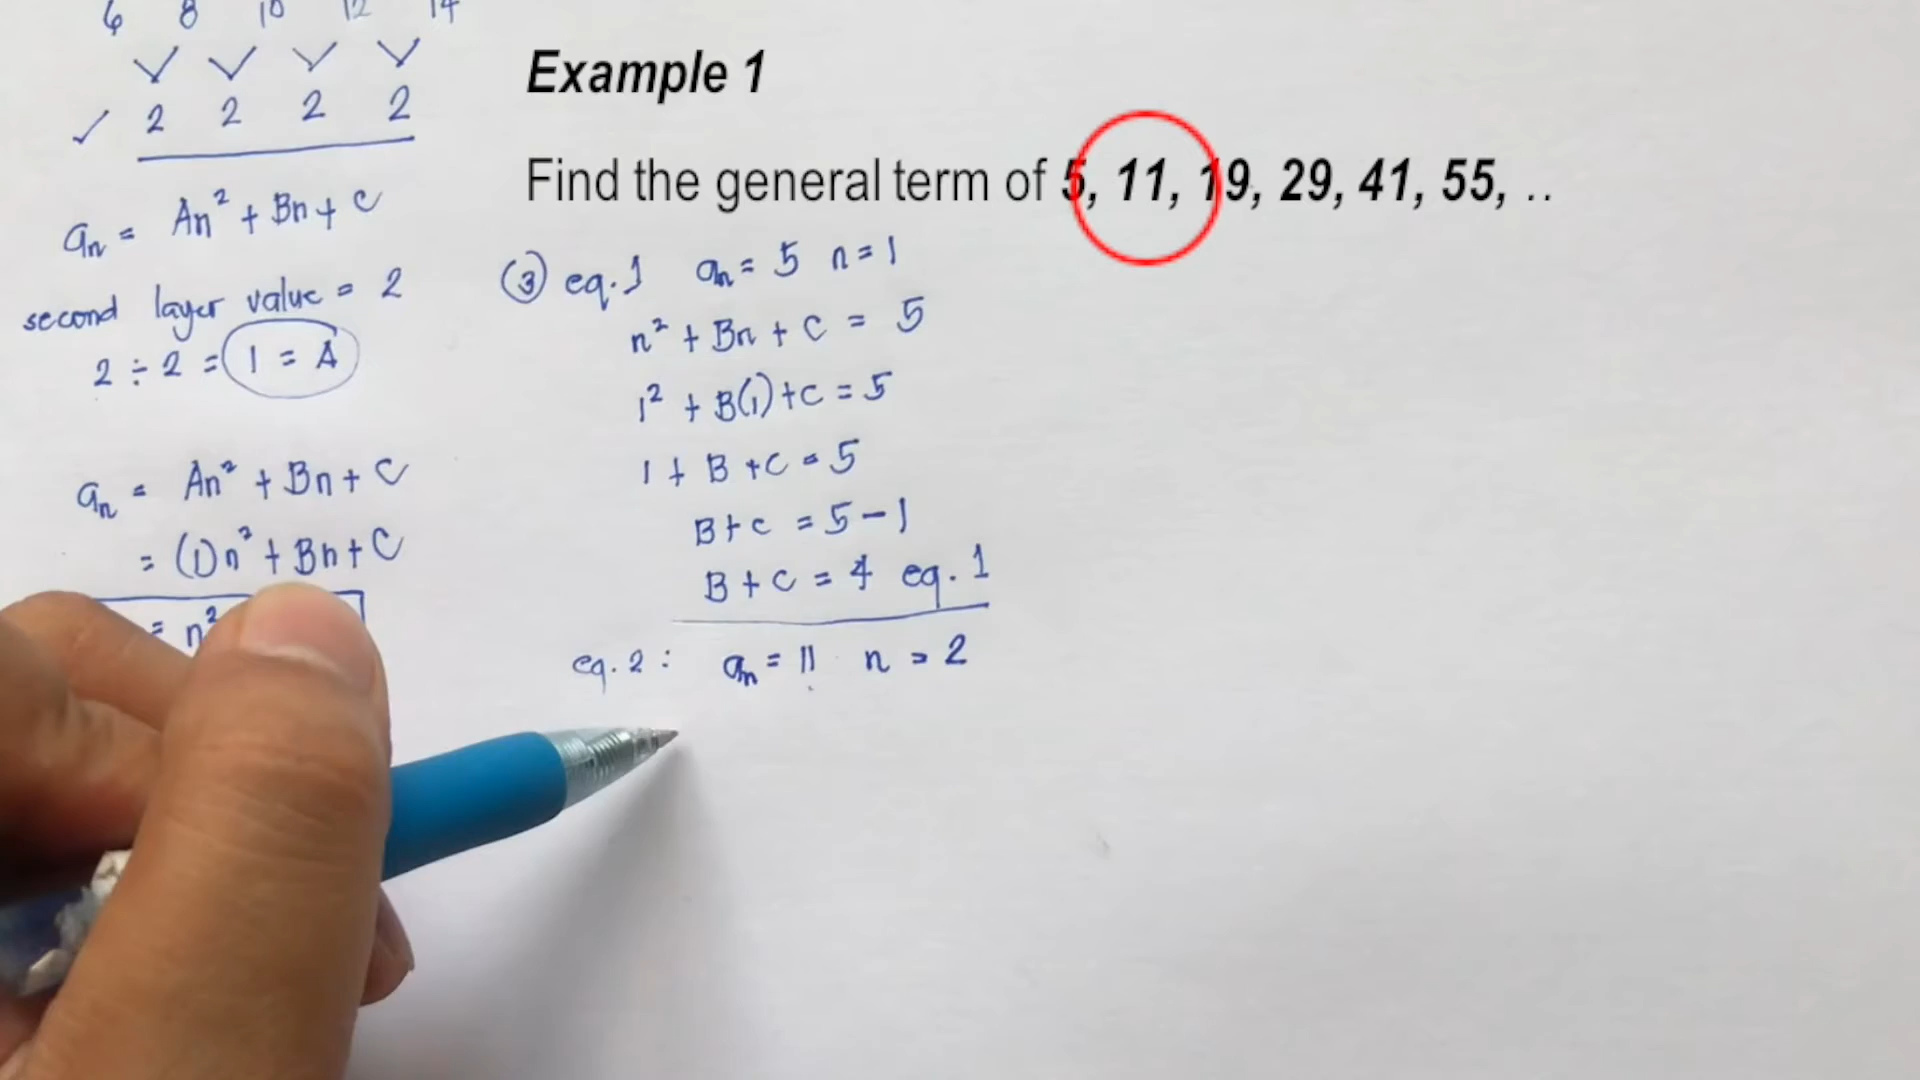 6 8 10 12 14
✓ 2 2 2 2
an = An² + Bn + C
second layer value = 2
2 ÷ 2 = 1 = A
an = An² + Bn + C
= (1)n² + Bn + C
= n²
Example 1
Find the general term of 5, 11, 19, 29, 41, 55, ..
(3) eq. 1 an = 5 n = 1
n² + Bn + C = 5
1² + B(1) + C = 5
1 + B + C = 5
B + C = 5 - 1
B + C = 4 eq. 1
eq. 2 : an = 11 n = 2